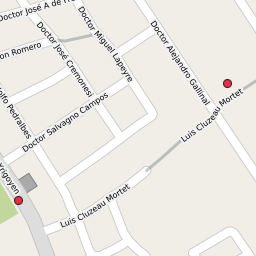 Doctor José A de
on Romero
Doctor José Cremonesi
Doctor Miguel Lapeyre
Doctor Alejandro Gallinal
olfo Pedralbes
Doctor Salvagno Campos
Luis Cluzeau Mortet
Yrigoyen
Luis Cluzeau Mortet